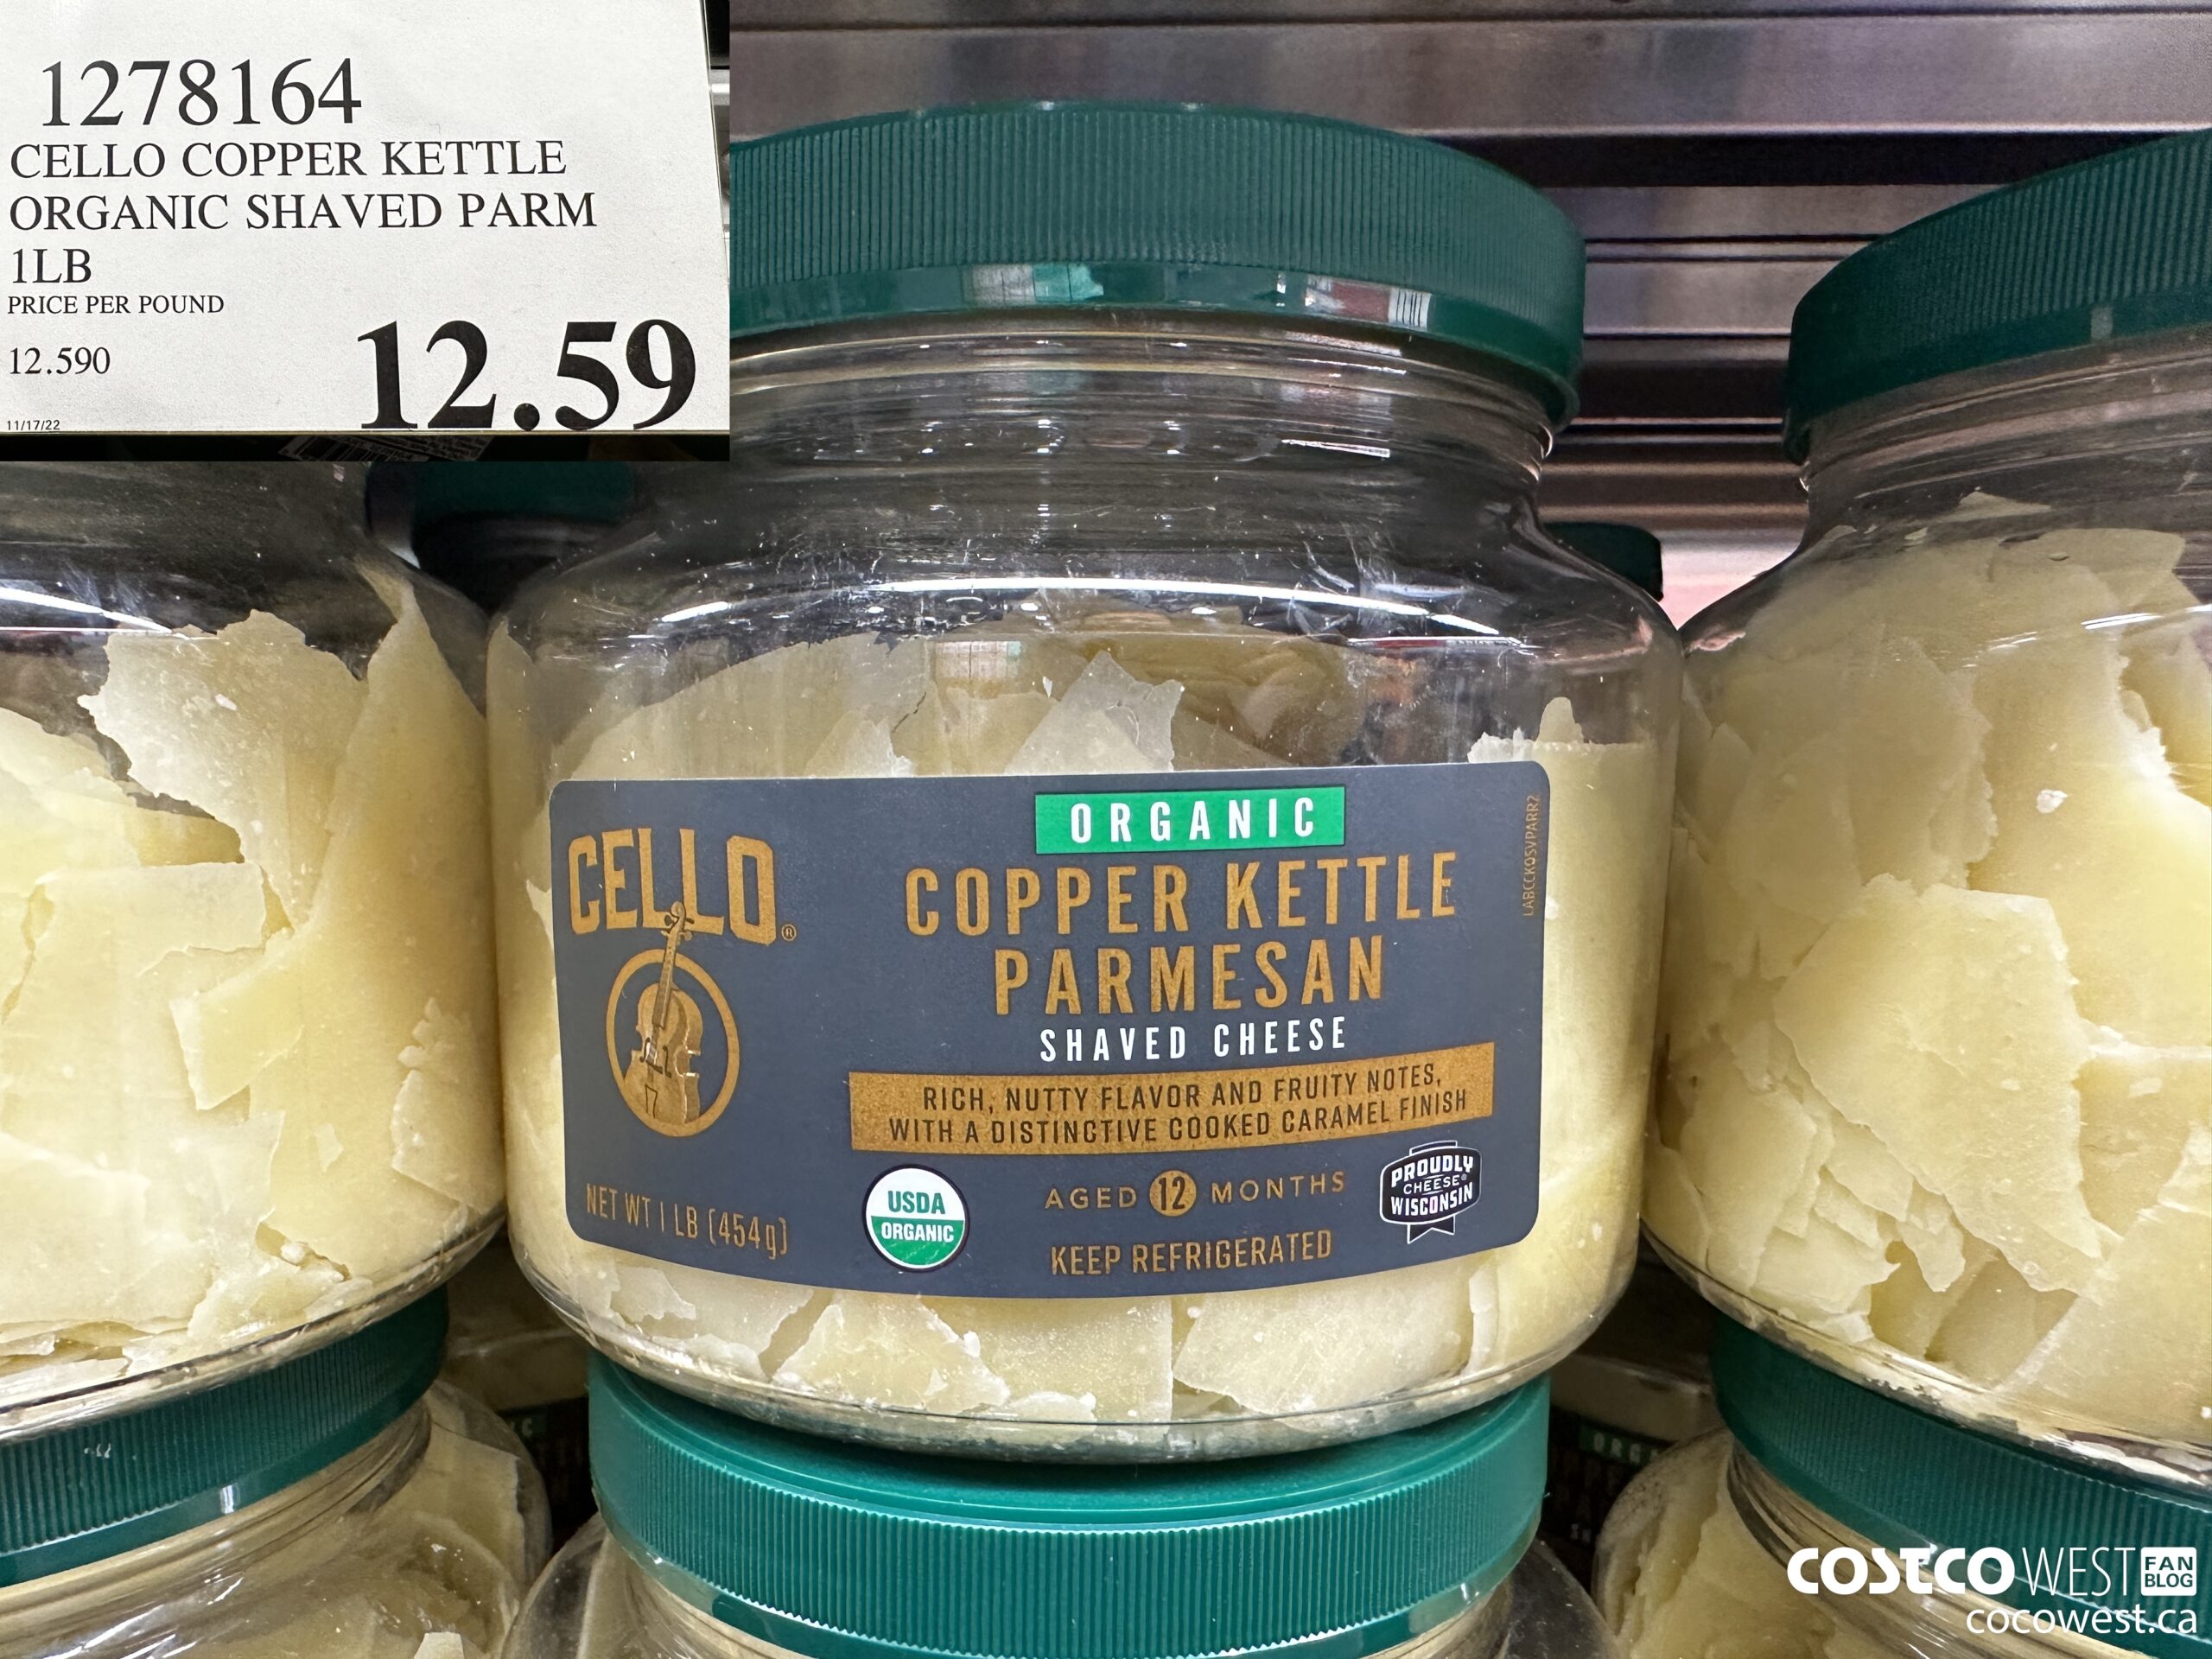 1278164
CELLO COPPER KETTLE
ORGANIC SHAVED PARM
1LB
PRICE PER POUND
12.590
12.59
11/17/22
ORGANIC
CELLO®
COPPER KETTLE
PARMESAN
SHAVED CHEESE
RICH, NUTTY FLAVOR AND FRUITY NOTES,
WITH A DISTINCTIVE COOKED CARAMEL FINISH
AGED 12 MONTHS
KEEP REFRIGERATED
NET WT 1 LB (454g)
USDA
ORGANIC
PROUDLY
CHEESE®
WISCONSIN
LABCCKOSVPARR2
COSTCO WEST FAN BLOG
cocowest.ca